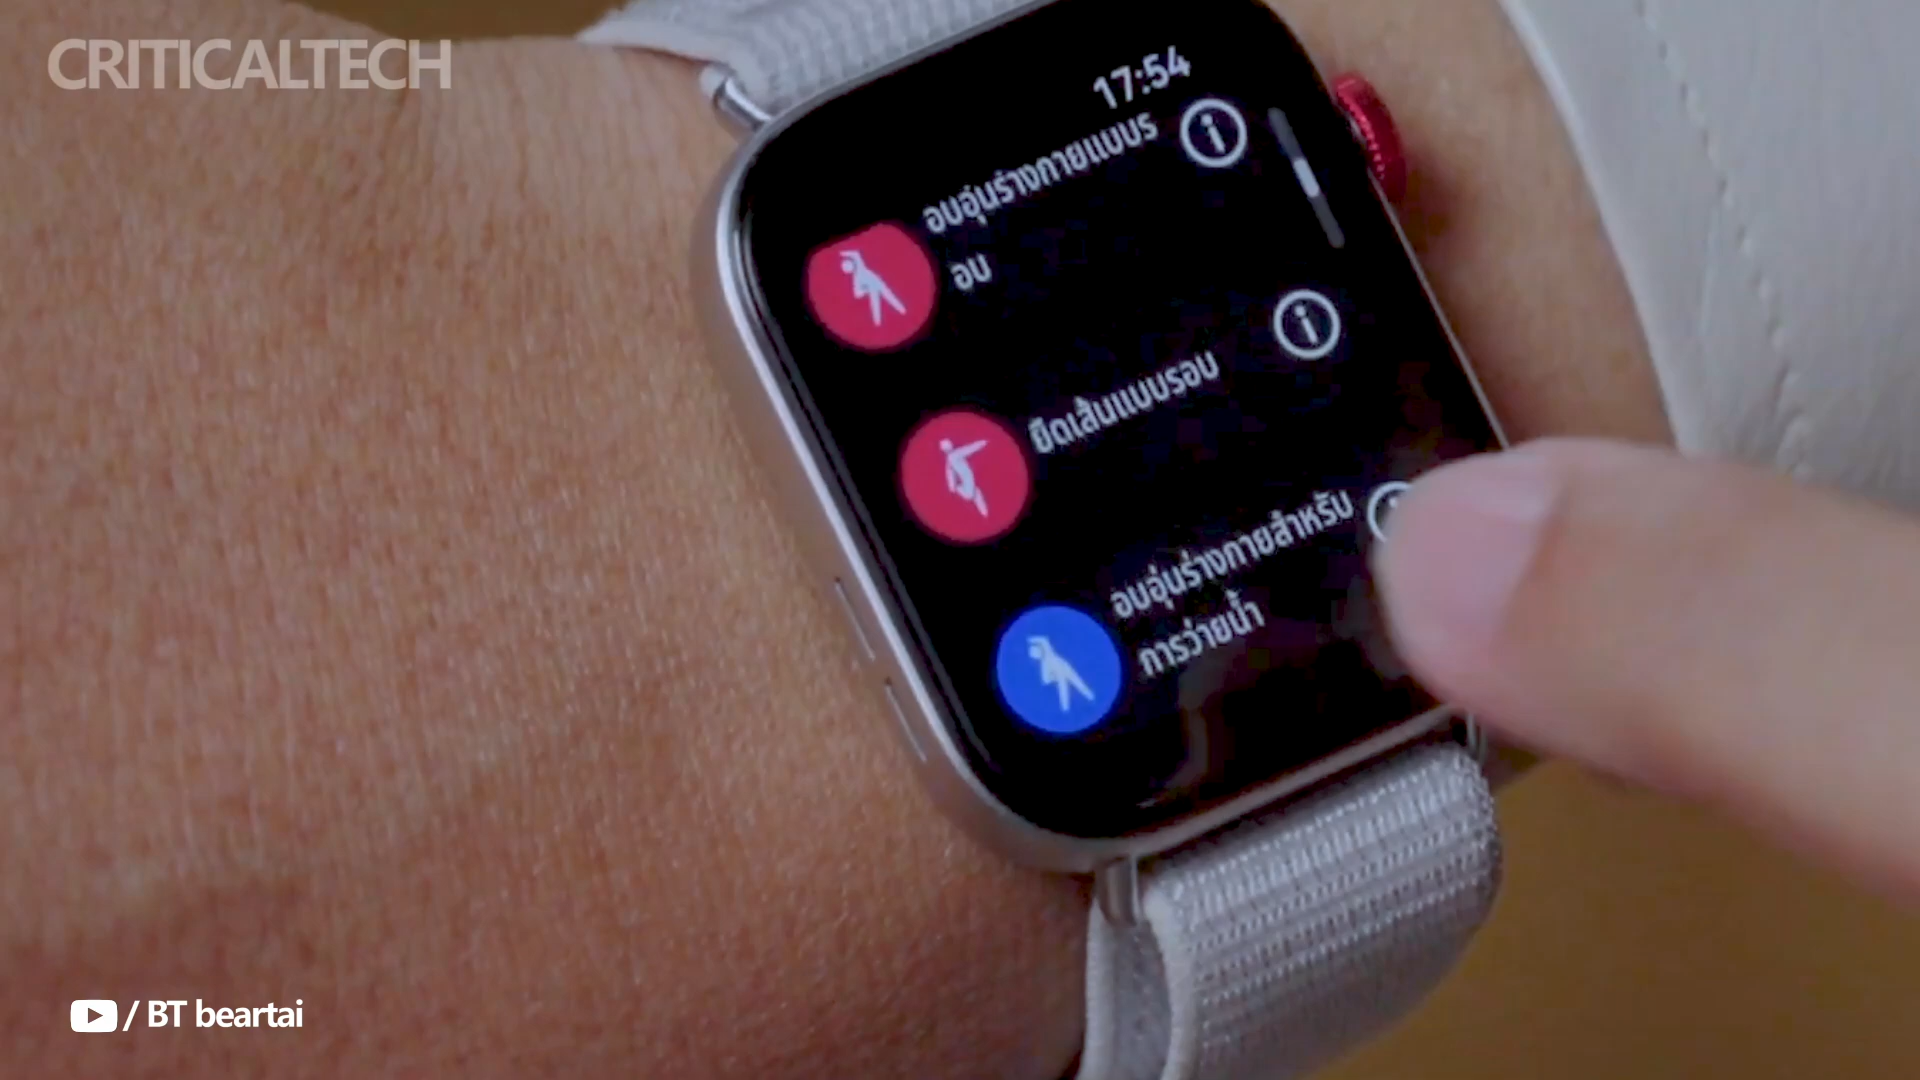 CRITICALTECH
17:54
อบอุ่นร่างกายแบบร
อบ
ยืดเส้นแบบรอบ
อบอุ่นร่างกายสำหรับ
การว่ายน้ำ
/ BT beartai